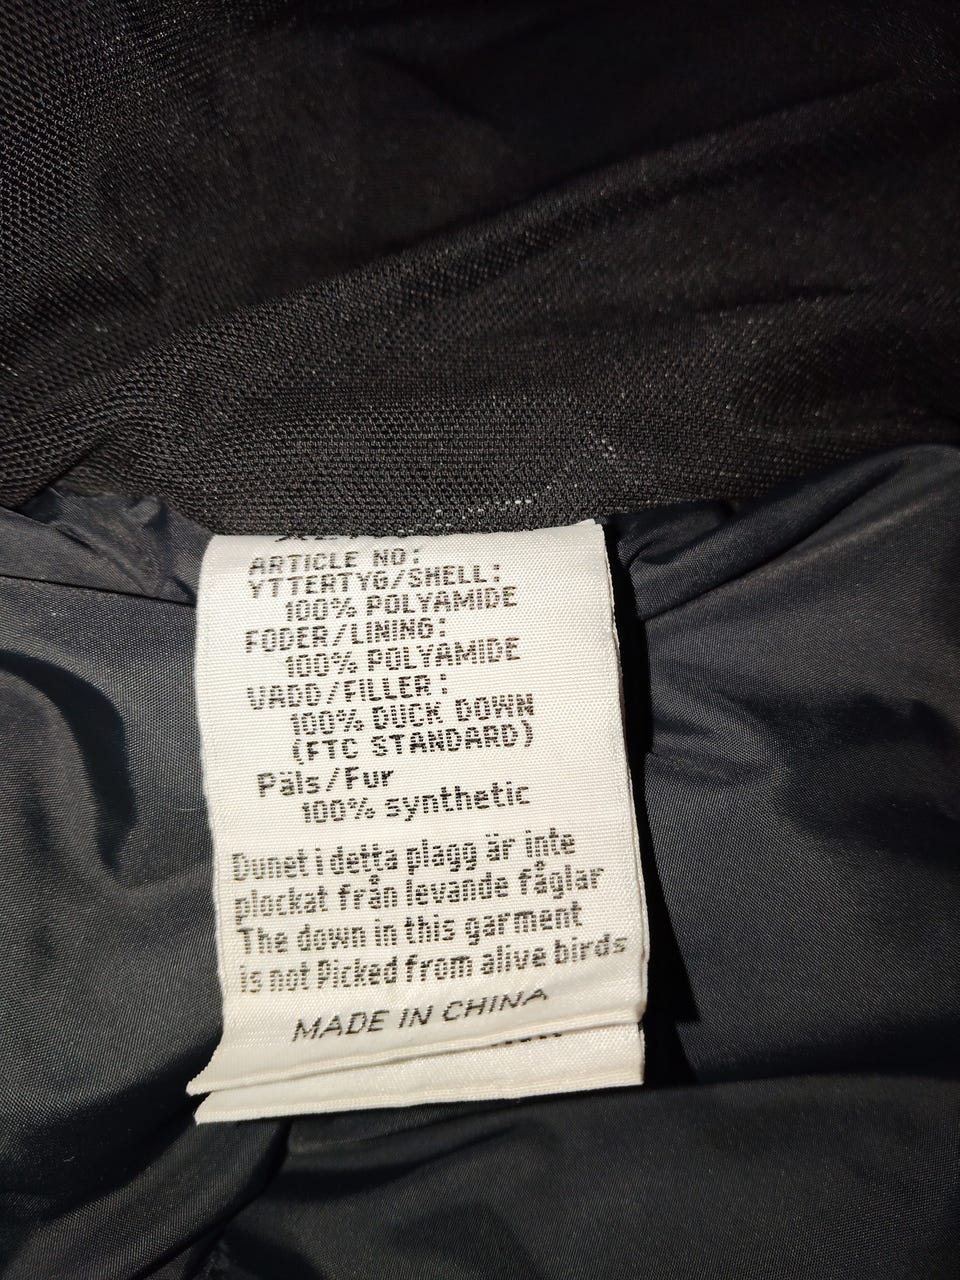 ARTICLE NO:
YTTERTYG/SHELL:
100% POLYAMIDE
FODER/LINING:
100% POLYAMIDE
VADD/FILLER:
100% DUCK DOWN
(FTC STANDARD)
Päls/Fur
100% synthetic
Dunet i detta plagg är inte
plockat från levande fåglar
The down in this garment
is not Picked from alive birds
MADE IN CHINA